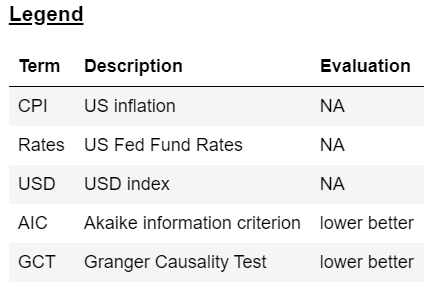 Legend
Term Description Evaluation
CPI US inflation NA
Rates US Fed Fund Rates NA
USD USD index NA
AIC Akaike information criterion lower better
GCT Granger Causality Test lower better